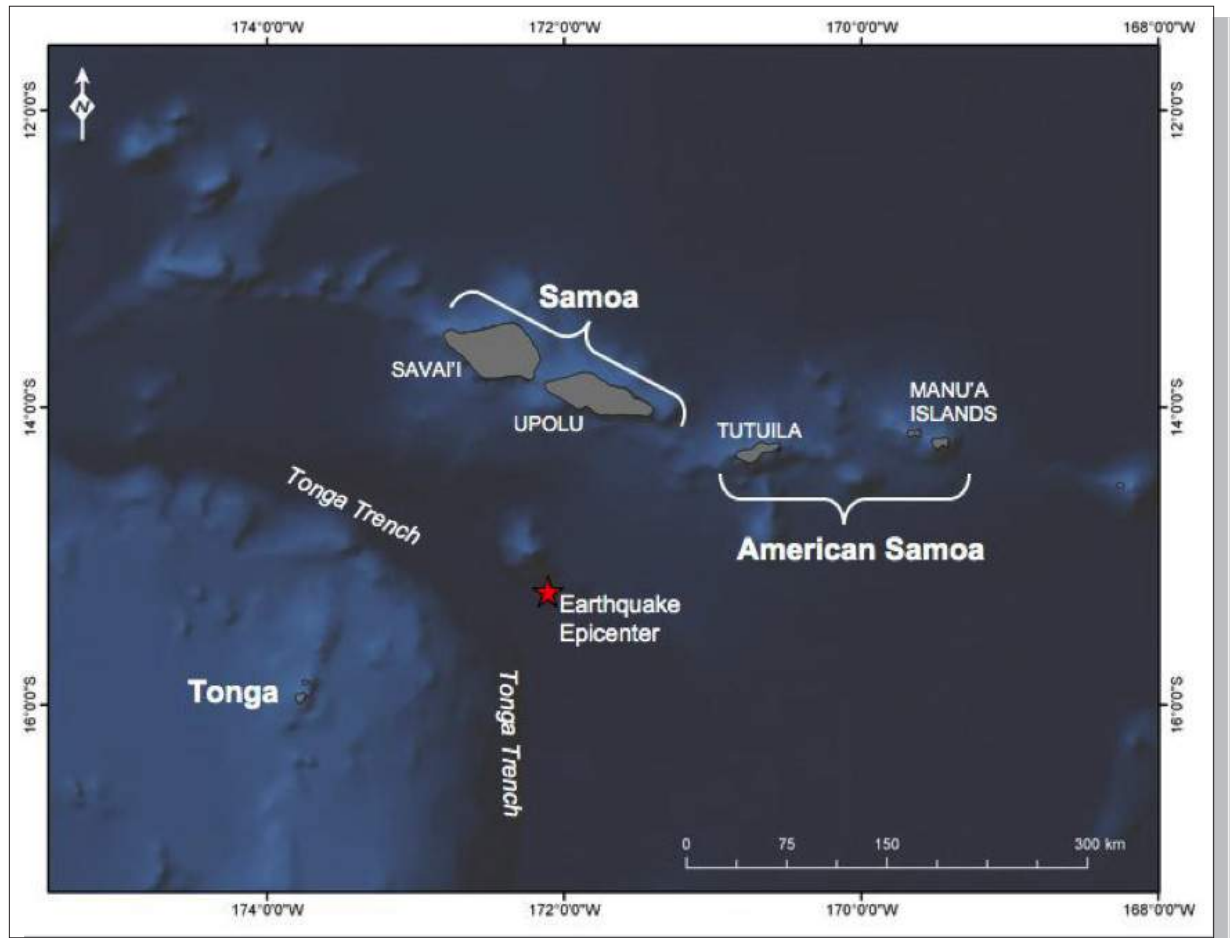 174°0'0"W 172°0'0"W 170°0'0"W 168°0'0"W
12°0'0"S 12°0'0"S
N
Samoa
SAVAI'I
UPOLU
MANU'A
ISLANDS
TUTUILA
14°0'0"S 14°0'0"S
Tonga Trench
American Samoa
Earthquake
Epicenter
Tonga
Tonga Trench
16°0'0"S 16°0'0"S
0 75 150 300 km
174°0'0"W 172°0'0"W 170°0'0"W 168°0'0"W